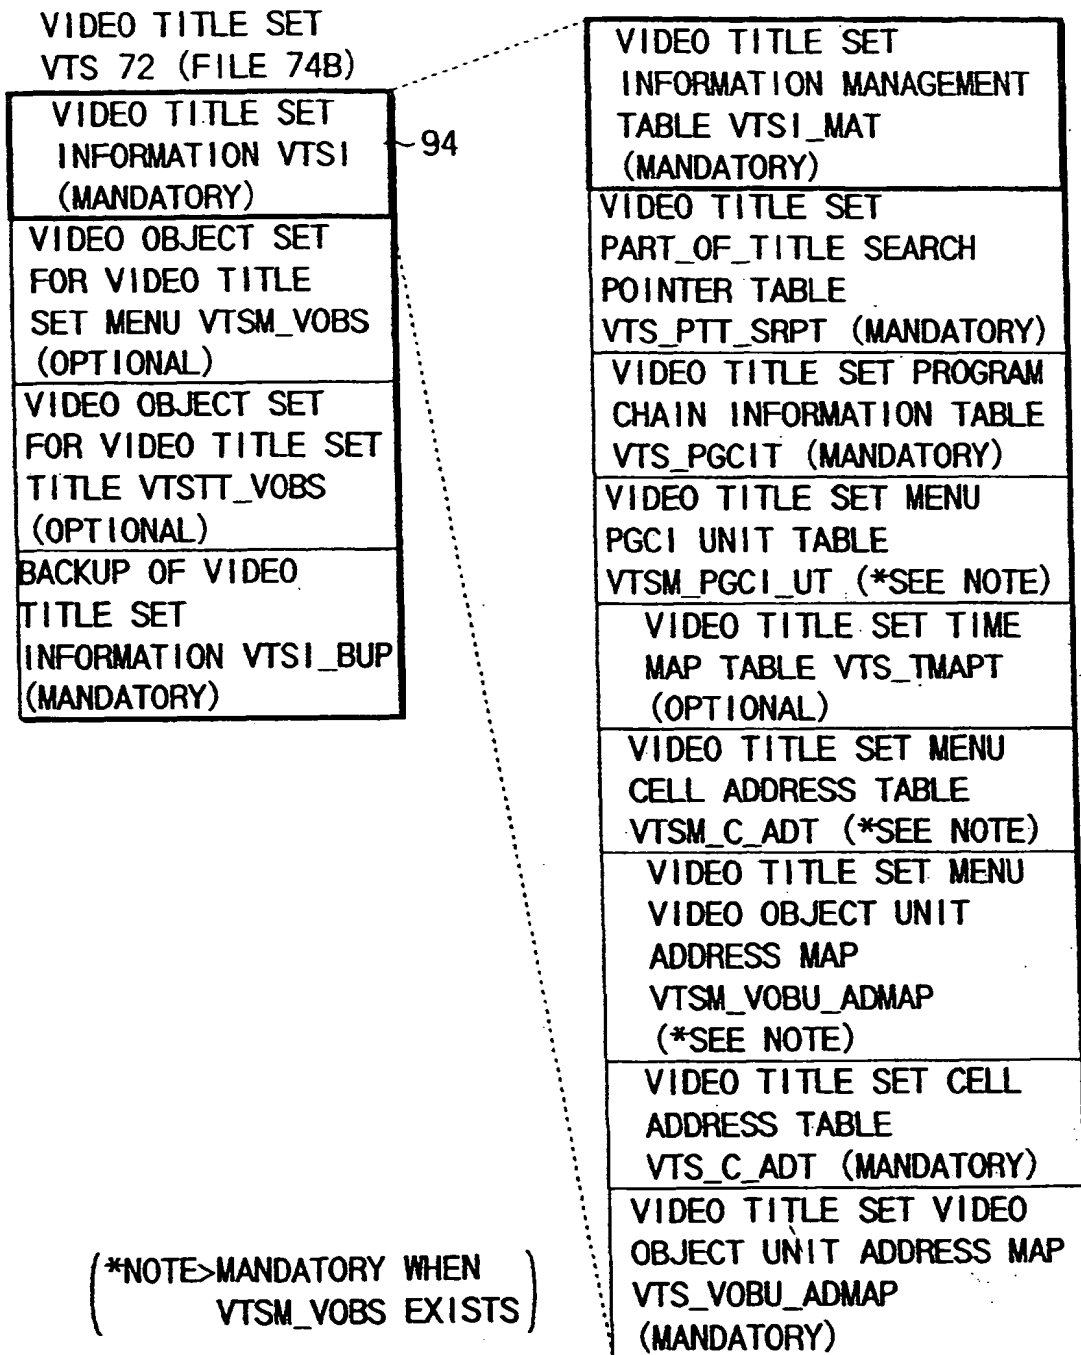 VIDEO TITLE SET
VTS 72 (FILE 74B)
VIDEO TITLE SET
INFORMATION VTSI
(MANDATORY)
94
VIDEO OBJECT SET
FOR VIDEO TITLE
SET MENU VTSM_VOBS
(OPTIONAL)
VIDEO OBJECT SET
FOR VIDEO TITLE SET
TITLE VTSTT_VOBS
(OPTIONAL)
BACKUP OF VIDEO
TITLE SET
INFORMATION VTSI_BUP
(MANDATORY)
VIDEO TITLE SET
INFORMATION MANAGEMENT
TABLE VTSI_MAT
(MANDATORY)
VIDEO TITLE SET
PART_OF_TITLE SEARCH
POINTER TABLE
VTS_PTT_SRPT (MANDATORY)
VIDEO TITLE SET PROGRAM
CHAIN INFORMATION TABLE
VTS_PGCIT (MANDATORY)
VIDEO TITLE SET MENU
PGCI UNIT TABLE
VTSM_PGCI_UT (*SEE NOTE)
VIDEO TITLE SET TIME
MAP TABLE VTS_TMAPT
(OPTIONAL)
VIDEO TITLE SET MENU
CELL ADDRESS TABLE
VTSM_C_ADT (*SEE NOTE)
VIDEO TITLE SET MENU
VIDEO OBJECT UNIT
ADDRESS MAP
VTSM_VOBU_ADMAP
(*SEE NOTE)
VIDEO TITLE SET CELL
ADDRESS TABLE
VTS_C_ADT (MANDATORY)
VIDEO TITLE SET VIDEO
OBJECT UNIT ADDRESS MAP
VTS_VOBU_ADMAP
(MANDATORY)
(*NOTE>MANDATORY WHEN
VTSM_VOBS EXISTS)